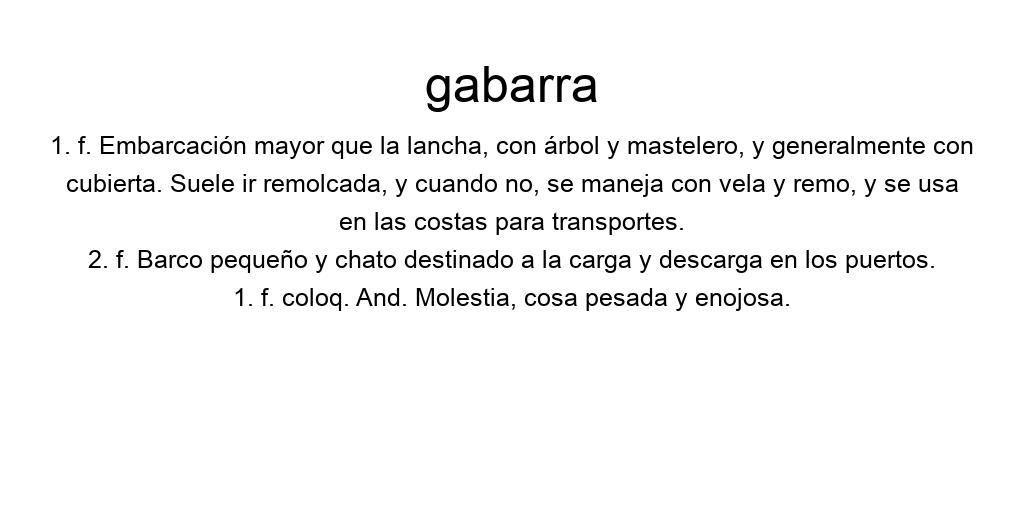 gabarra
1. f. Embarcación mayor que la lancha, con árbol y mastelero, y generalmente con
cubierta. Suele ir remolcada, y cuando no, se maneja con vela y remo, y se usa
en las costas para transportes.
2. f. Barco pequeño y chato destinado a la carga y descarga en los puertos.
1. f. coloq. And. Molestia, cosa pesada y enojosa.